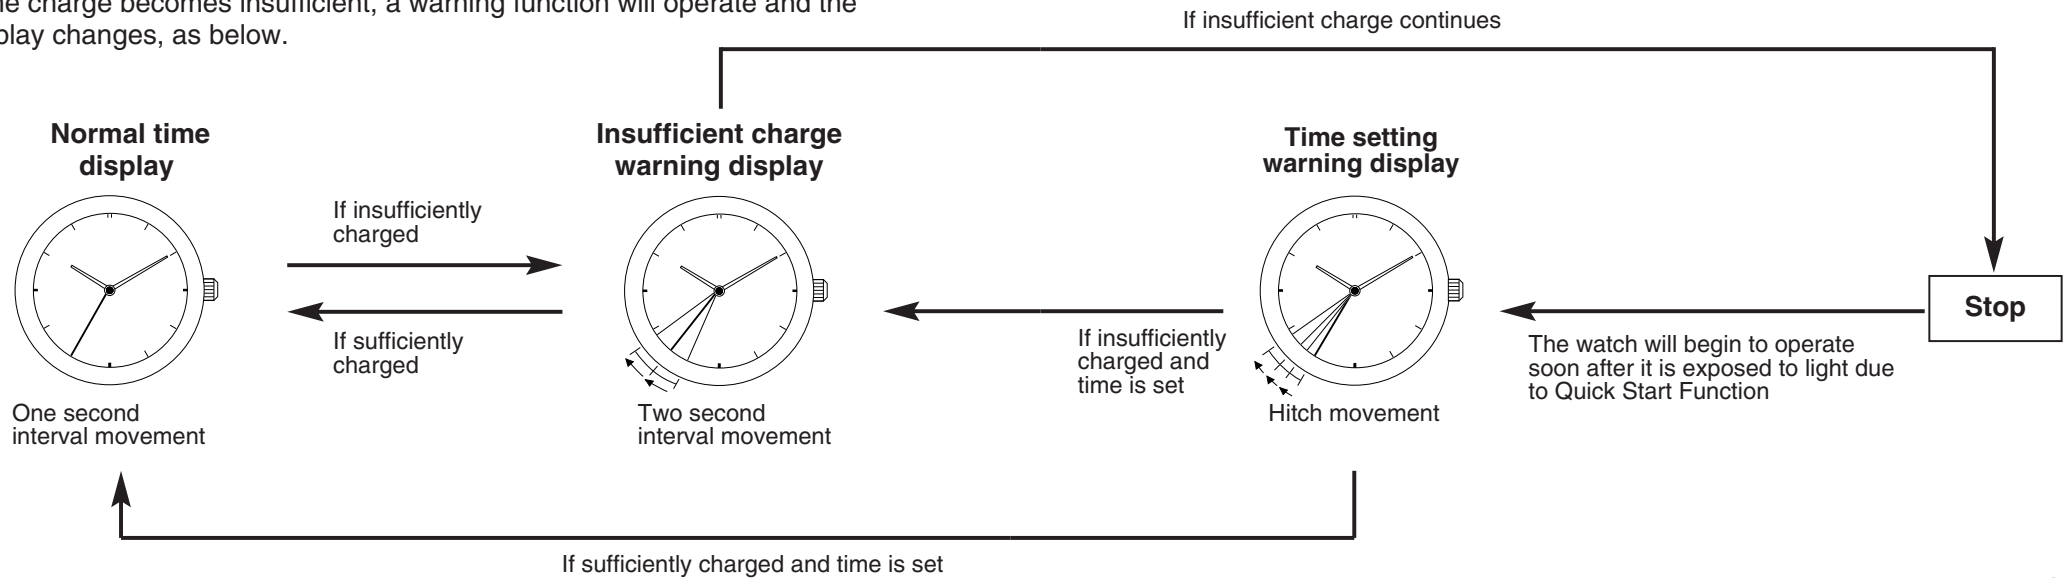 charge becomes insufficient, a warning function will operate and the
changes, as below.
If insufficient charge continues
Normal time
display
Insufficient charge
warning display
Time setting
warning display
If insufficiently
charged
If sufficiently
charged
If insufficiently
charged and
time is set
Stop
The watch will begin to operate
soon after it is exposed to light due
to Quick Start Function
One second
interval movement
Two second
interval movement
Hitch movement
If sufficiently charged and time is set